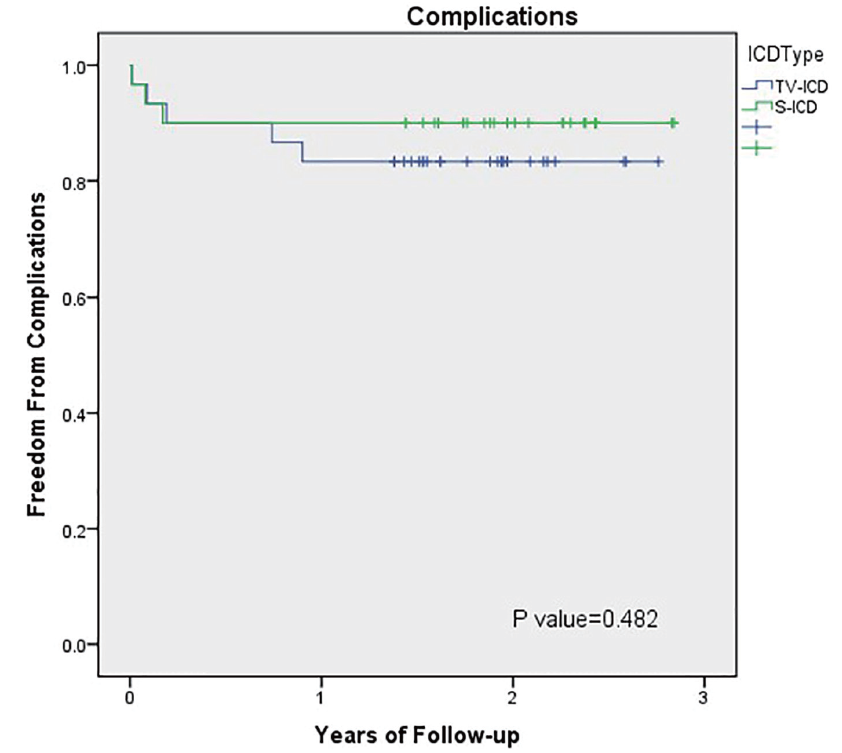 Complications
ICDType
TV-ICD
S-ICD
1.0
0.8
0.6
0.4
0.2
0.0
Freedom From Complications
P value=0.482
0 1 2 3
Years of Follow-up